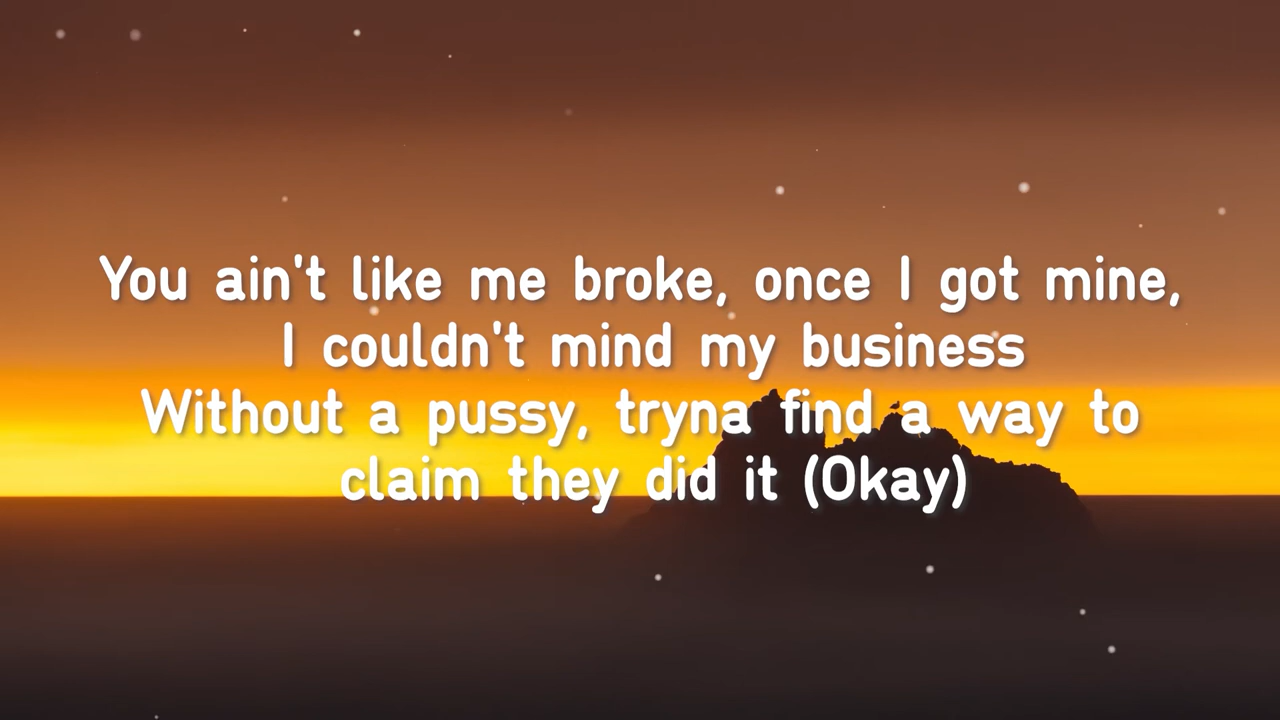 You ain't like me broke, once I got mine,
I couldn't mind my business
Without a pussy, tryna find a way to
claim they did it (Okay)